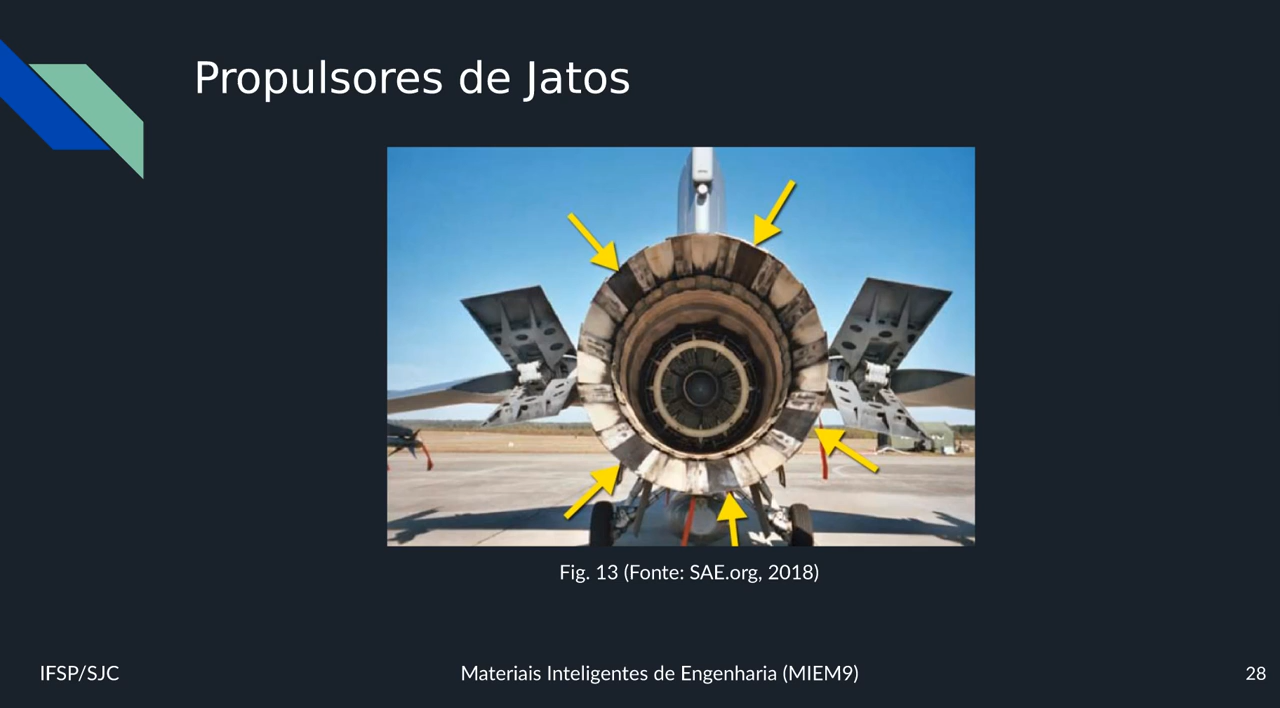 Propulsores de Jatos
Fig. 13 (Fonte: SAE.org, 2018)
IFSP/SJC
Materiais Inteligentes de Engenharia (MIEM9)
28